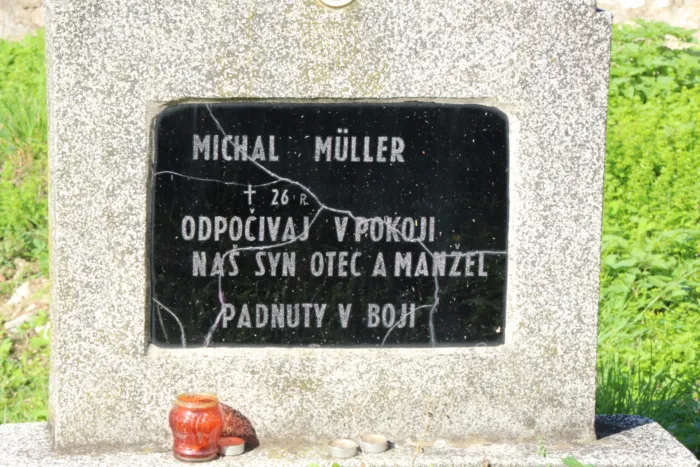 MICHAL MÜLLER
† 26 R.
ODPOČIVAJ V POKOJI
NAŠ SYN OTEC A MANŽEL
PADNUTY V BOJI